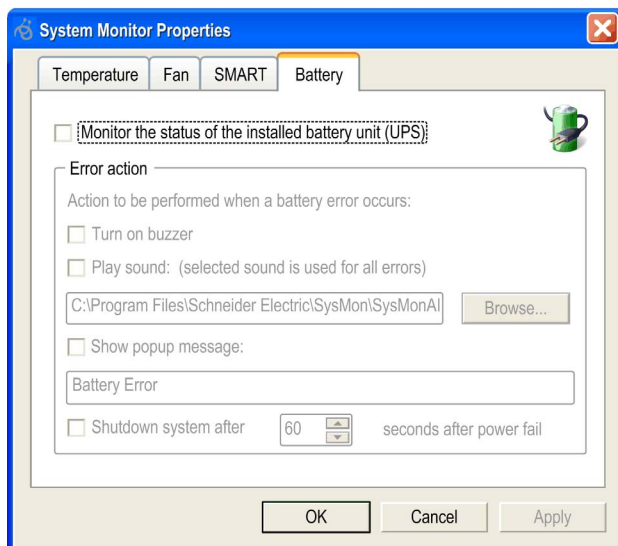 System Monitor Properties
Temperature Fan SMART Battery
Monitor the status of the installed battery unit (UPS)
Error action
Action to be performed when a battery error occurs:
Turn on buzzer
Play sound: (selected sound is used for all errors)
C:\Program Files\Schneider Electric\SysMon\SysMonAl Browse...
Show popup message:
Battery Error
Shutdown system after 60 seconds after power fail
OK Cancel Apply